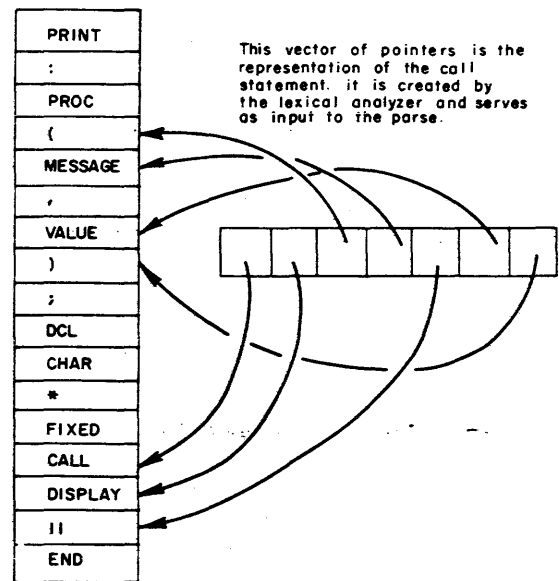 PRINT
:
PROC
(
MESSAGE
,
VALUE
)
;
DCL
CHAR
*
FIXED
CALL
DISPLAY
||
END
This vector of pointers is the
representation of the call
statement. it is created by
the lexical analyzer and serves
as input to the parse.